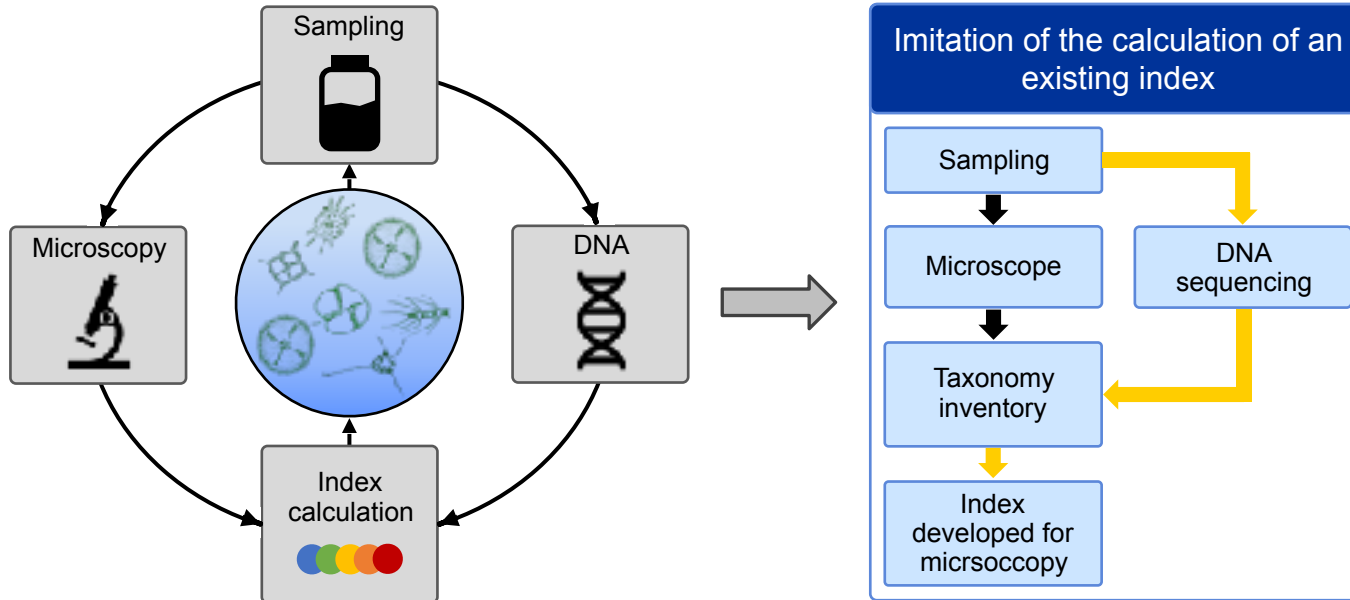 Sampling
Microscopy
DNA
Index
calculation
Imitation of the calculation of an
existing index
Sampling
Microscope
DNA
sequencing
Taxonomy
inventory
Index
developed for
micrsoccopy